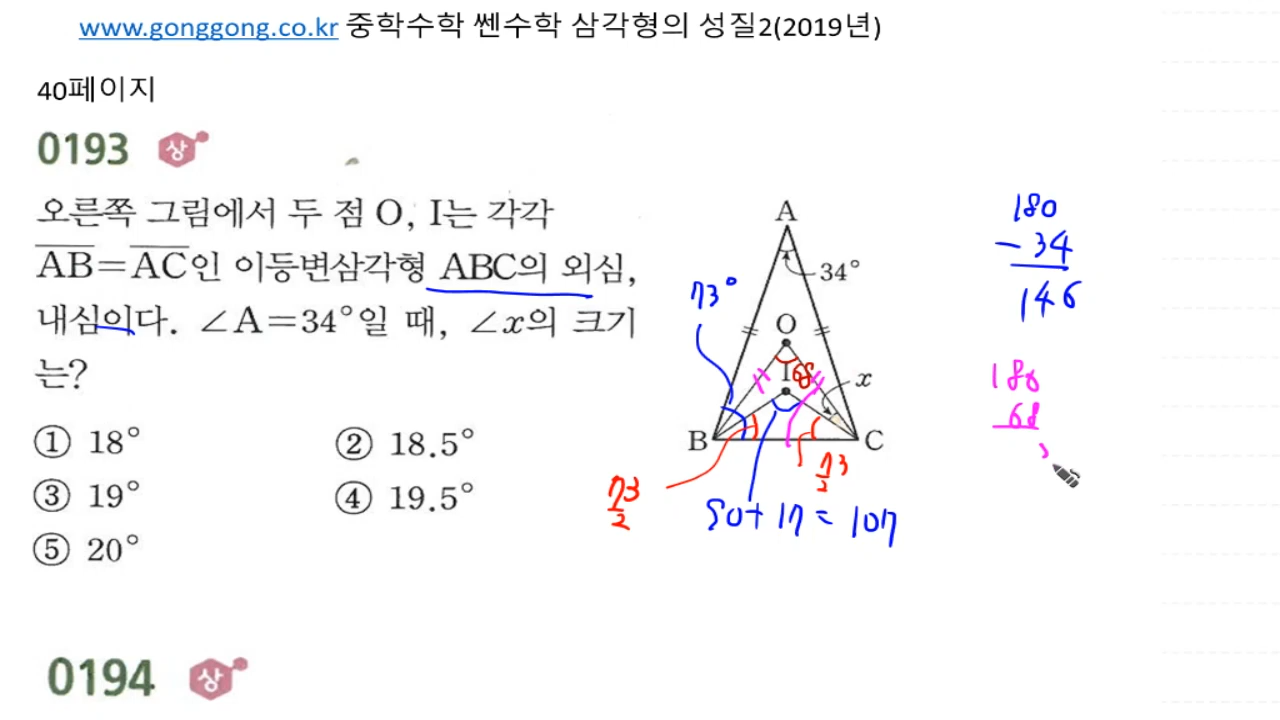 www.gonggong.co.kr 중학수학 쎈수학 삼각형의 성질2(2019년)
40페이지
0193 상
오른쪽 그림에서 두 점 O, I는 각각
AB=AC인 이등변삼각형 ABC의 외심,
내심이다. ∠A=34°일 때, ∠x의 크기
는?
① 18° ② 18.5°
③ 19° ④ 19.5°
⑤ 20°
A
34°
73°
O
I 68
x
B
C
73
2
73
2
90+17=107
180
-34
146
180
68
0194 상